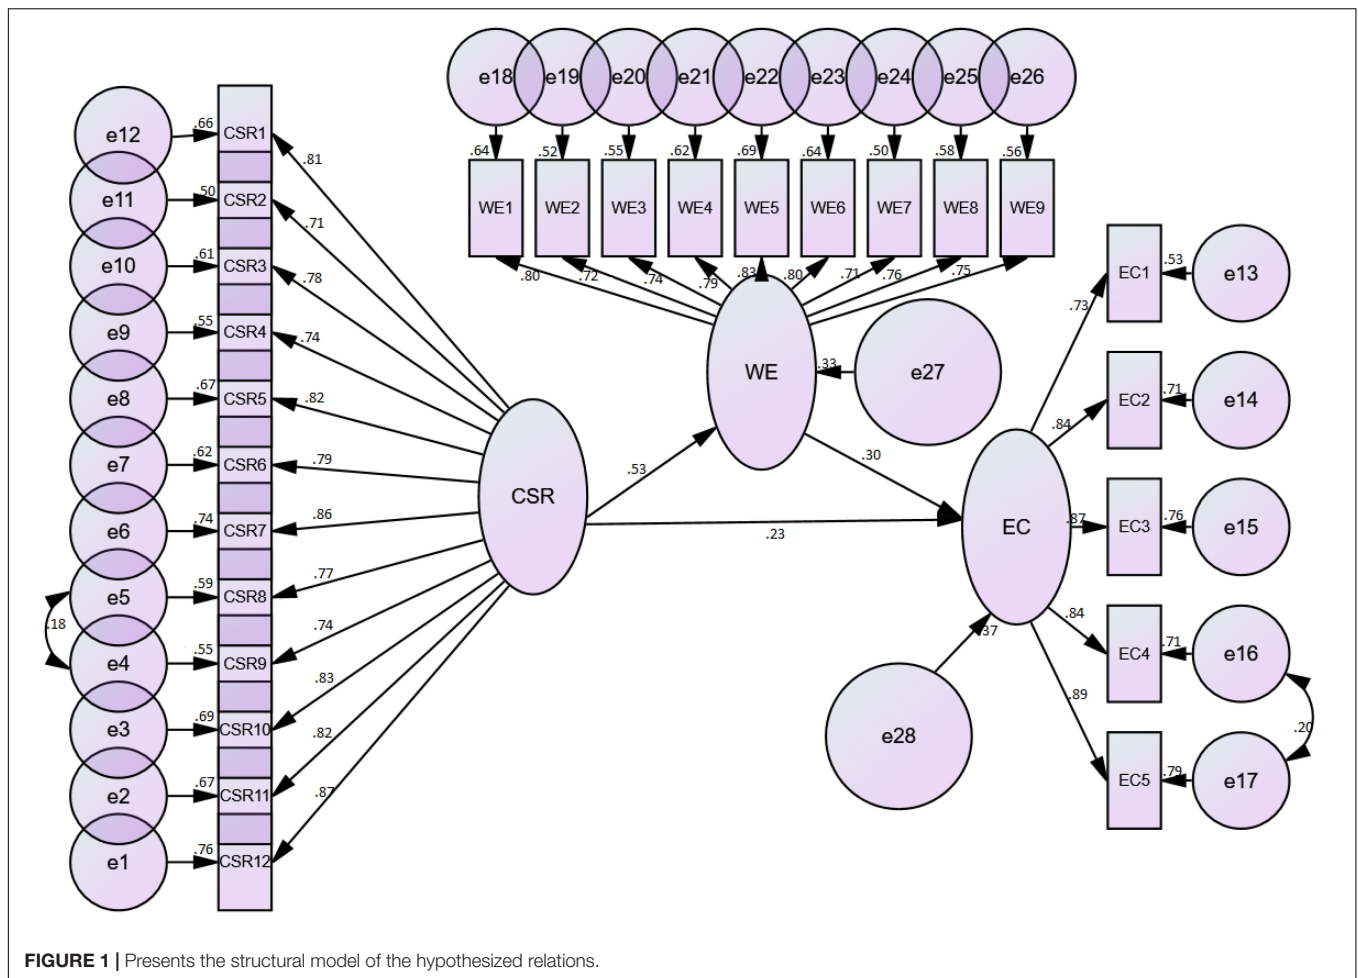 e18 e19 e20 e21 e22 e23 e24 e25 e26
.64 .52 .55 .62 .69 .64 .50 .58 .56
WE1 WE2 WE3 WE4 WE5 WE6 WE7 WE8 WE9
.80 .72 .74 .79 .83 .80 .71 .76 .75
e12 .66 CSR1 .81
e11 .50 CSR2 .71
e10 .61 CSR3 .78
e9 .55 CSR4 .74
e8 .67 CSR5 .82
e7 .62 CSR6 .79
e6 .74 CSR7 .86
e5 .59 CSR8 .77
.18
e4 .55 CSR9 .74
e3 .69 CSR10 .83
e2 .67 CSR11 .82
e1 .76 CSR12 .87
CSR
.53
.23
WE .33 e27
.30
EC
.37
e28
.73 EC1 .53 e13
.84 EC2 .71 e14
.87 EC3 .76 e15
.84 EC4 .71 e16
.20
.89 EC5 .79 e17
FIGURE 1 | Presents the structural model of the hypothesized relations.